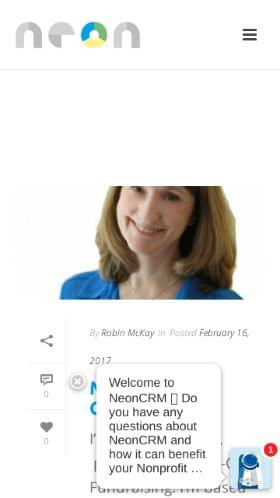 neon
By Robin McKay In Posted February 16,
2017
0
0
Welcome to
NeonCRM ▯ Do
you have any
questions about
NeonCRM and
how it can benefit
your Nonprofit ...
1
Fundraising. I'm based